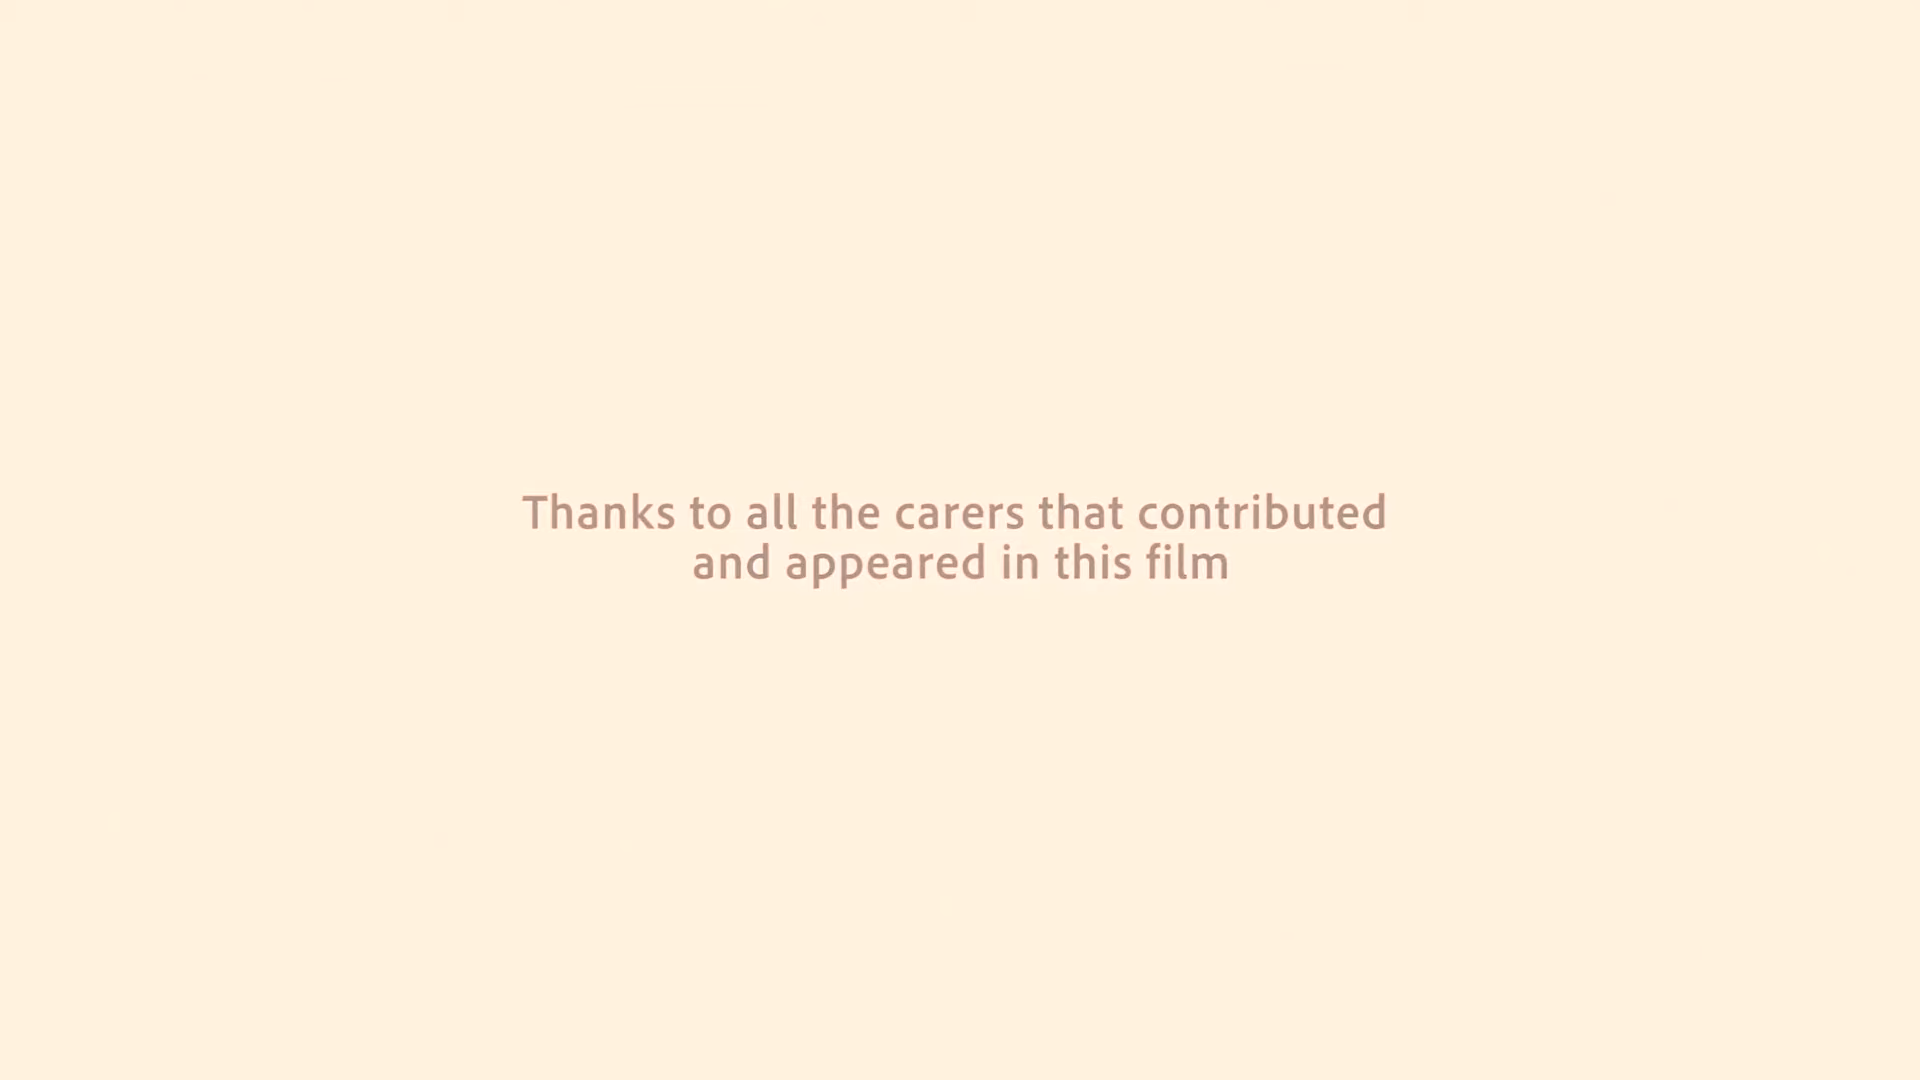 Thanks to all the carers that contributed
and appeared in this film